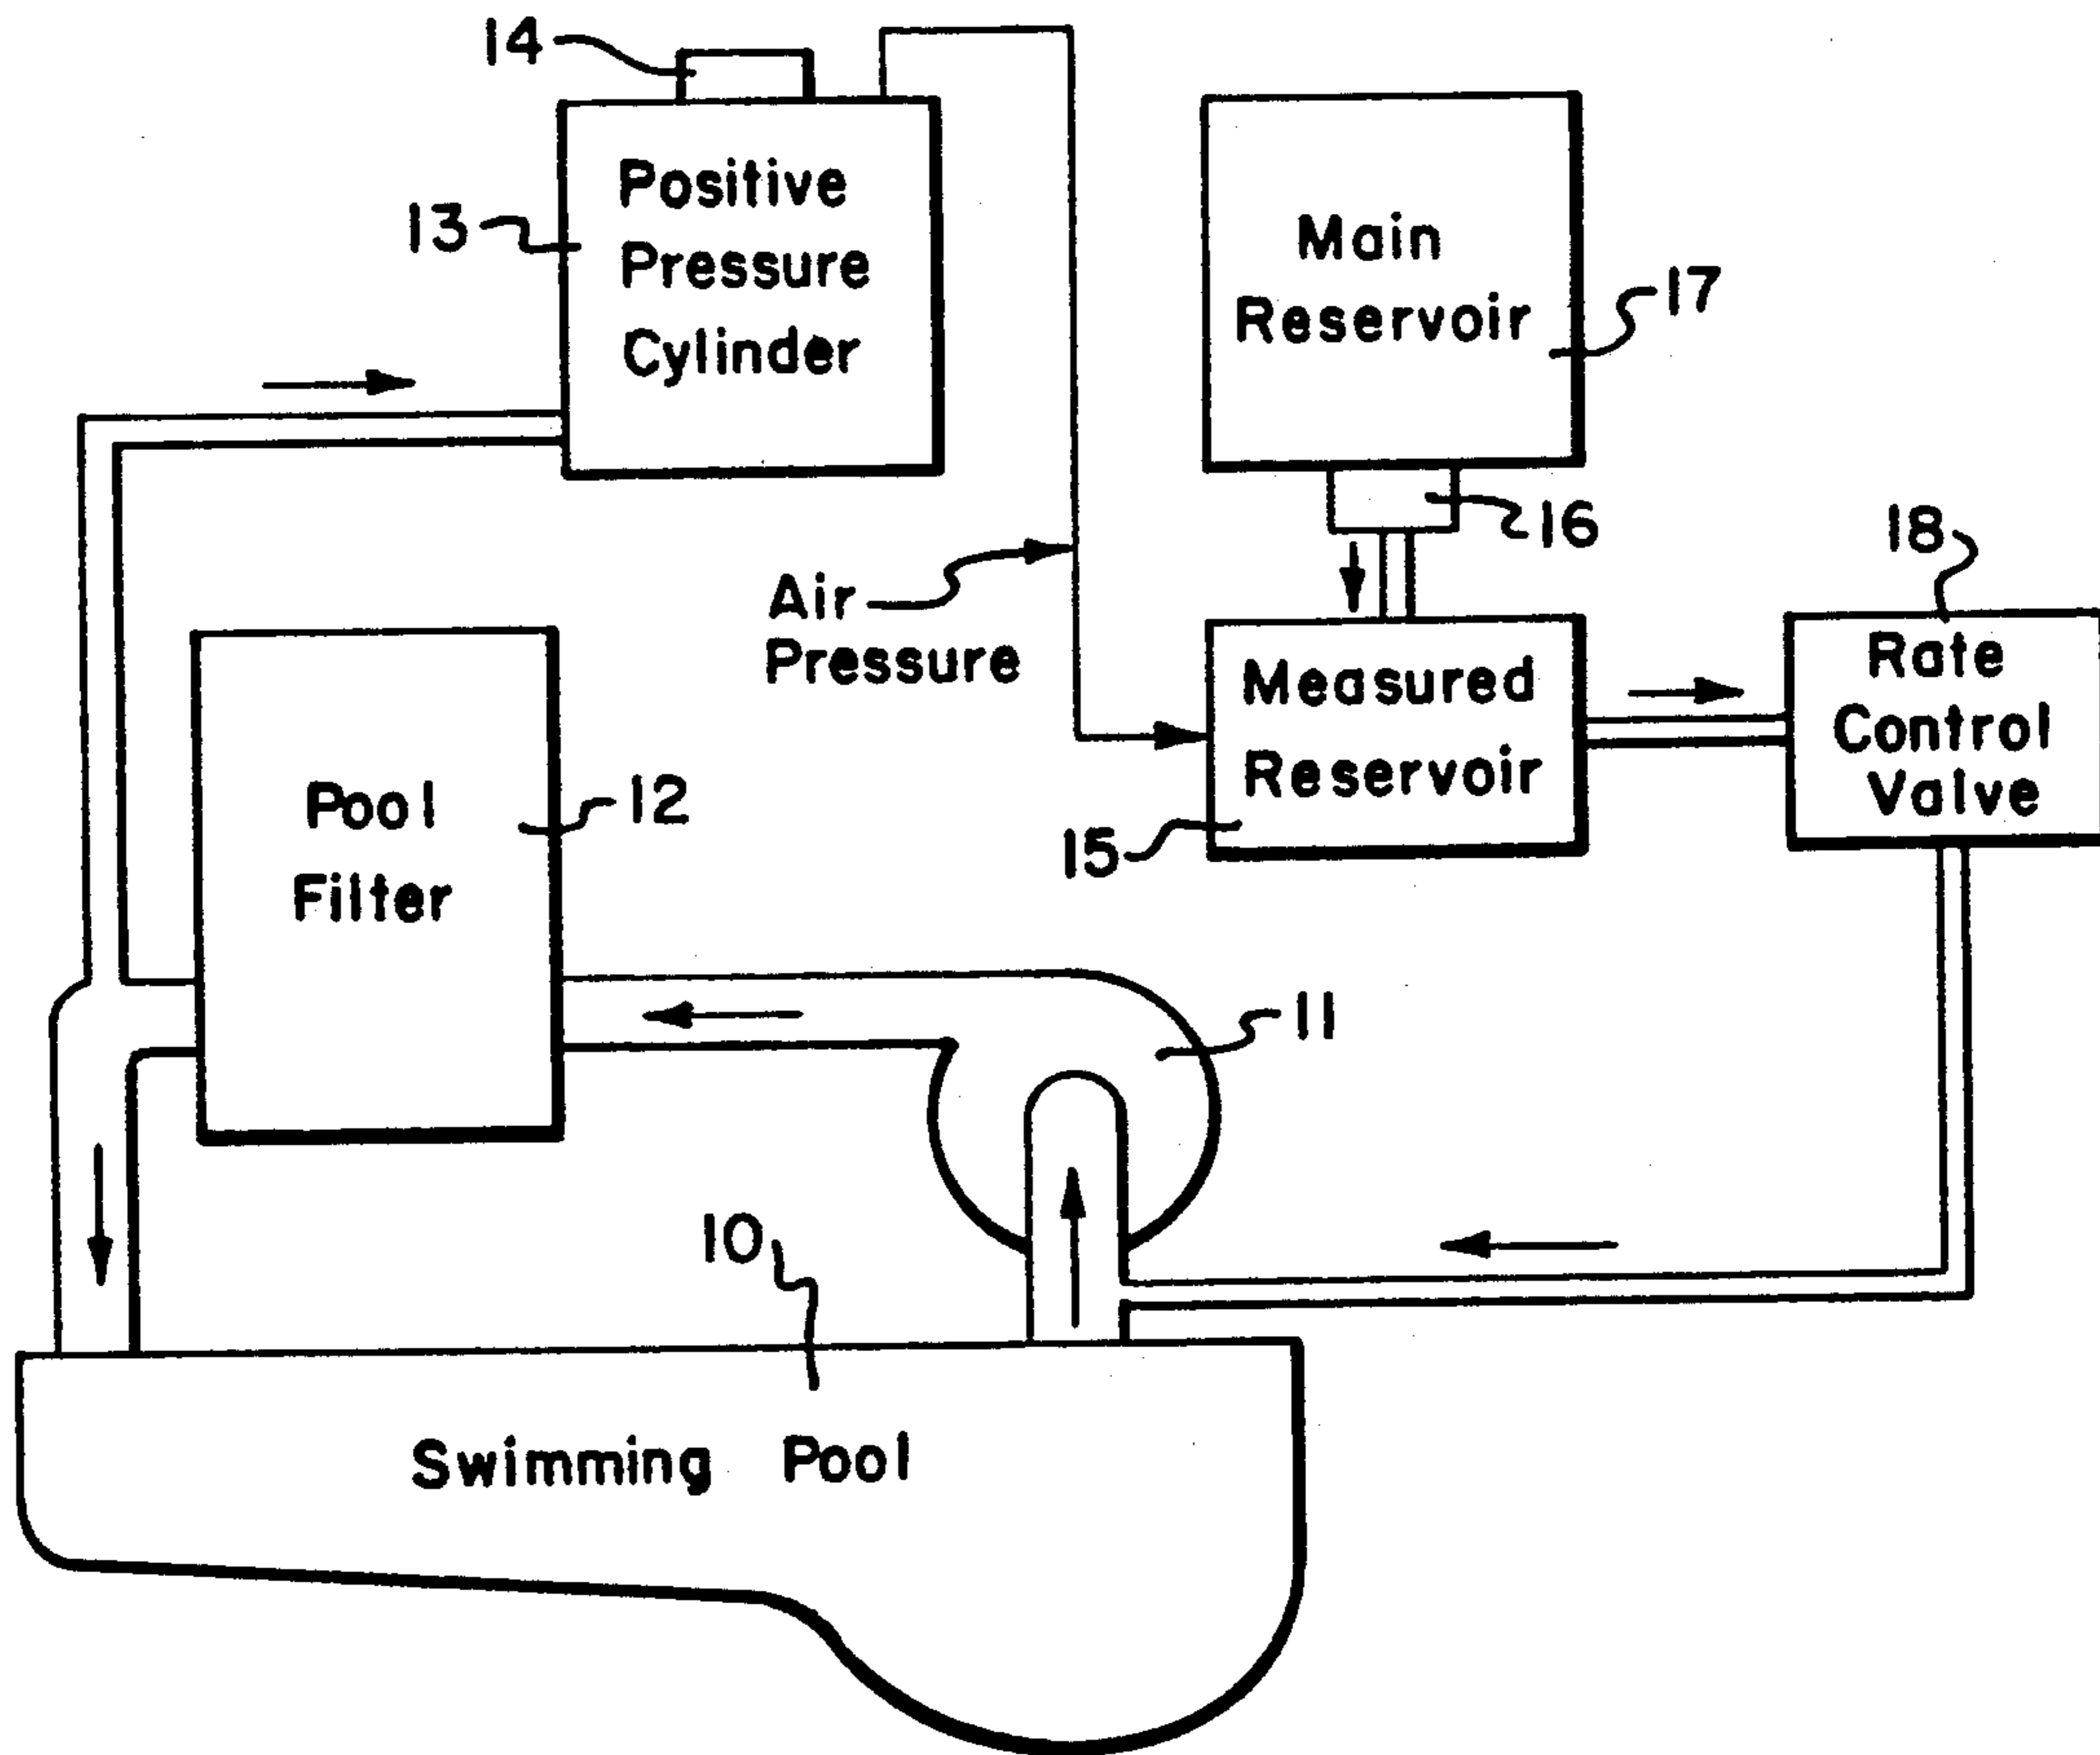 14
Positive
Pressure
Cylinder
13
Main
Reservoir
17
16
18
Air
Pressure
Measured
Reservoir
15
Rate
Control
Valve
Pool
Filter
12
11
10
Swimming Pool